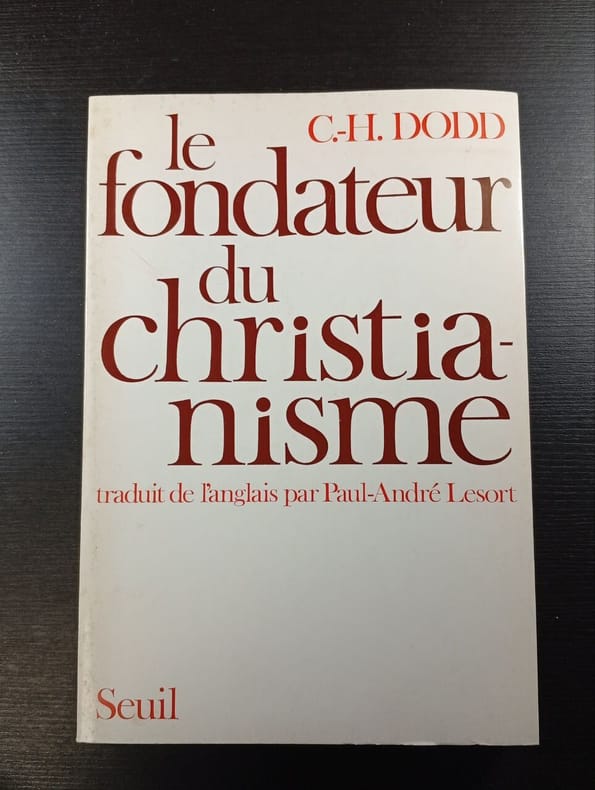 C.-H. DODD
le
fondateur
du
christia-
nisme
traduit de l'anglais par Paul-André Lesort
Seuil